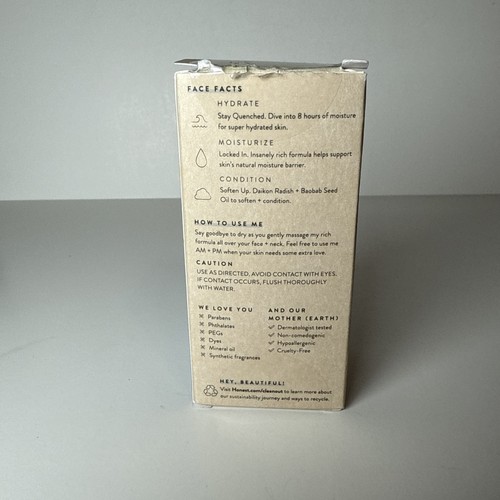 FACE FACTS
HYDRATE
Stay Quenched. Dive into 8 hours of moisture
for super hydrated skin.
MOISTURIZE
Locked In. Insanely rich formula helps support
skin's natural moisture barrier.
CONDITION
Soften Up. Daikon Radish + Baobab Seed
Oil to soften + condition.
HOW TO USE ME
Say goodbye to dry as you gently massage my rich
formula all over your face + neck. Feel free to use me
AM + PM when your skin needs some extra love.
CAUTION
USE AS DIRECTED, AVOID CONTACT WITH EYES.
IF CONTACT OCCURS, FLUSH THOROUGHLY
WITH WATER.
WE LOVE YOU
Parabens
Phthalates
PEGs
Dyes
Mineral oil
Synthetic fragrances
AND OUR
MOTHER (EARTH)
Dermatologist tested
Non-comedogenic
Hypoallergenic
Cruelty-Free
HEY, BEAUTIFUL!
Visit Honest.com/cleanout to learn more about
our sustainability journey and ways to recycle.